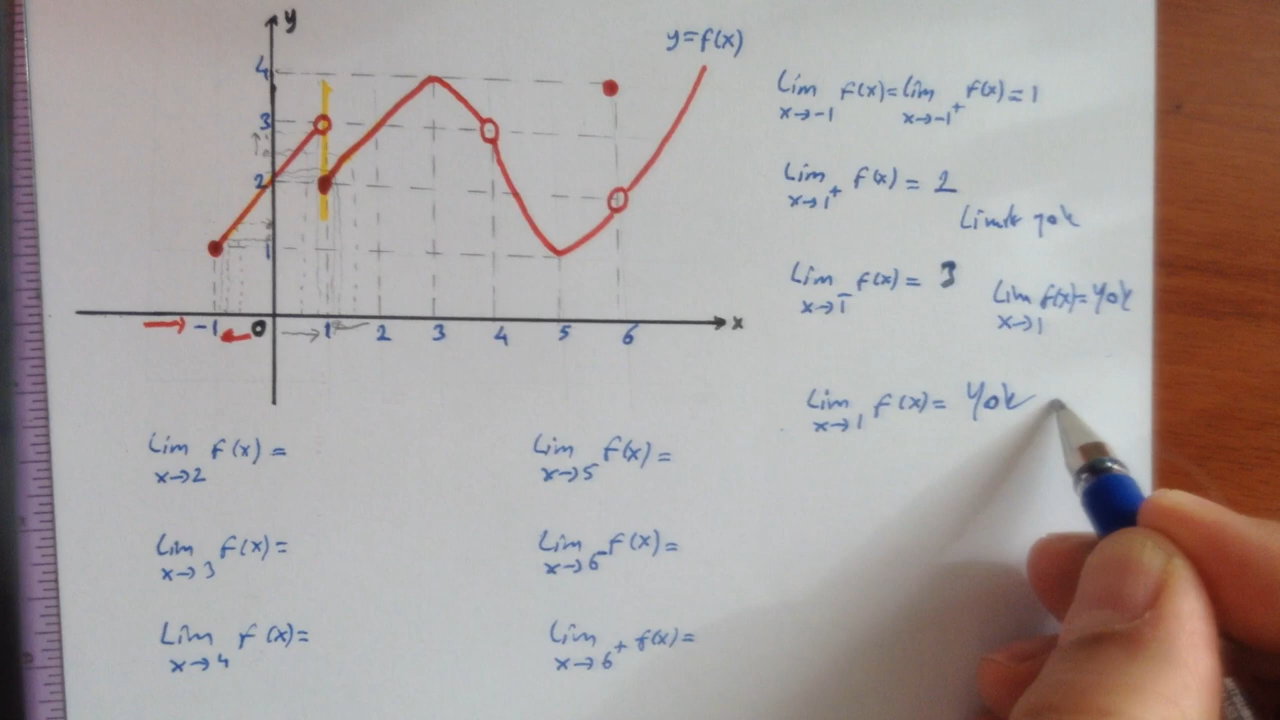 y
y=f(x)
4
3
2
1
-1 0 1 2 3 4 5 6 x
Lim f(x)=Lim f(x)=1
x→-1 x→-1⁺
Lim f(x) = 2
x→1⁺
Limit yok
Lim f(x) = 3
x→1⁻
Lim f(x)=Yok
x→1
Lim f(x) = Yok
x→1
Lim f(x) =
x→2
Lim f(x)=
x→5
Lim f(x)=
x→3
Lim f(x)=
x→6⁻
Lim f(x)=
x→4
Lim f(x)=
x→6⁺